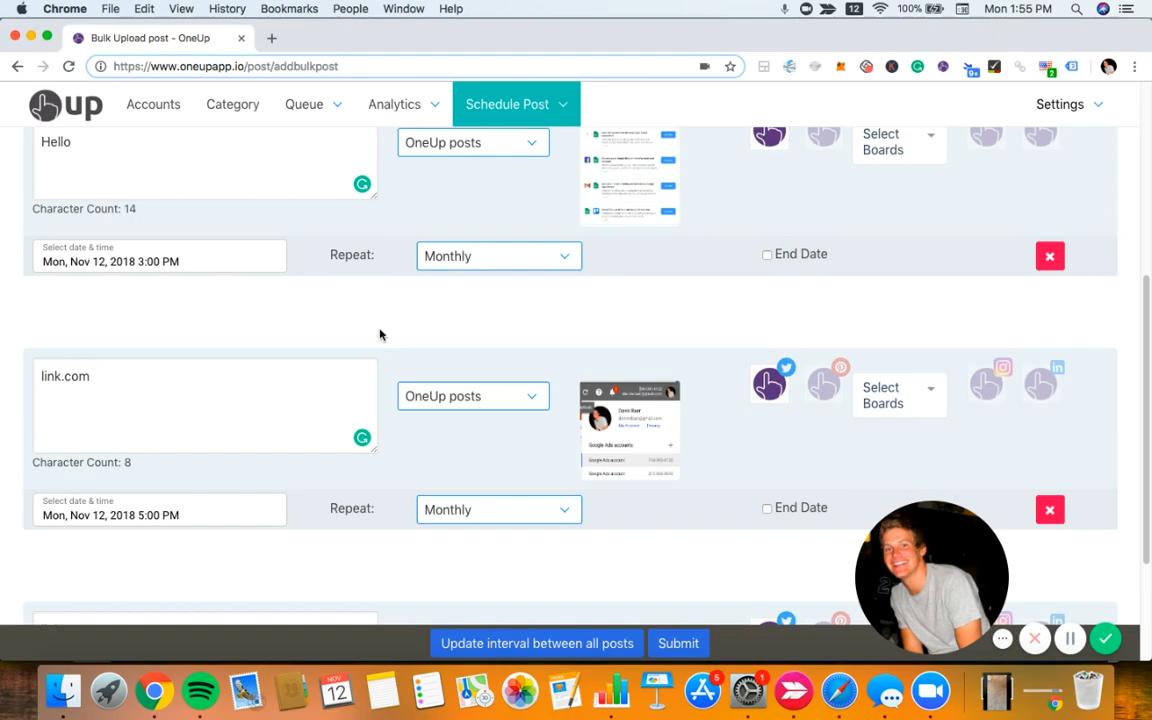 Chrome File Edit View History Bookmarks People Window Help 12 100% Mon 1:55 PM
Bulk Upload post - OneUp
https://www.oneupapp.io/post/addbulkpost
up Accounts Category Queue Analytics Schedule Post Settings
Hello
OneUp posts
Select
Boards
Character Count: 14
Select date & time
Mon, Nov 12, 2018 3:00 PM
Repeat:
Monthly
End Date
link.com
OneUp posts
Select
Boards
Google Ads accounts
Character Count: 8
Select date & time
Mon, Nov 12, 2018 5:00 PM
Repeat:
Monthly
End Date
Update interval between all posts Submit